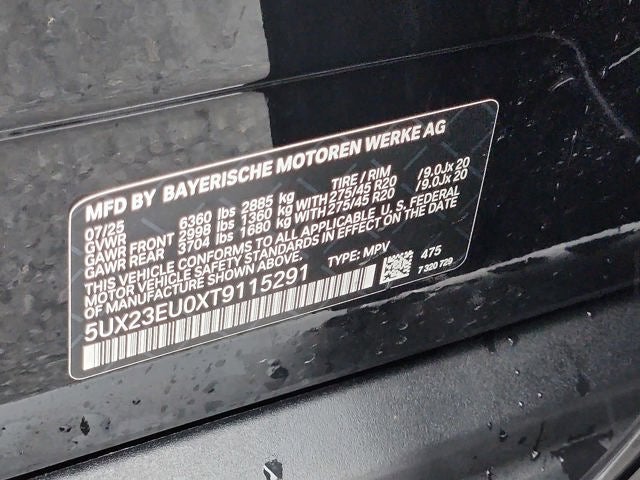 MFD BY BAYERISCHE MOTOREN WERKE AG
07/25 TIRE / RIM
GVWR 6360 lbs 2885 kg
GAWR FRONT 2998 lbs 1360 kg WITH 275/45 R20 /9.0Jx 20
GAWR REAR 3704 lbs 1680 kg WITH 275/45 R20 /9.0Jx 20
THIS VEHICLE CONFORMS TO ALL APPLICABLE U. S. FEDERAL
MOTOR VEHICLE SAFETY STANDARDS IN EFFECT ON THE DATE
OF MANUFACTURE SHOWN ABOVE.
5UX23EU0XT9115291 TYPE: MPV 475
7 320 729